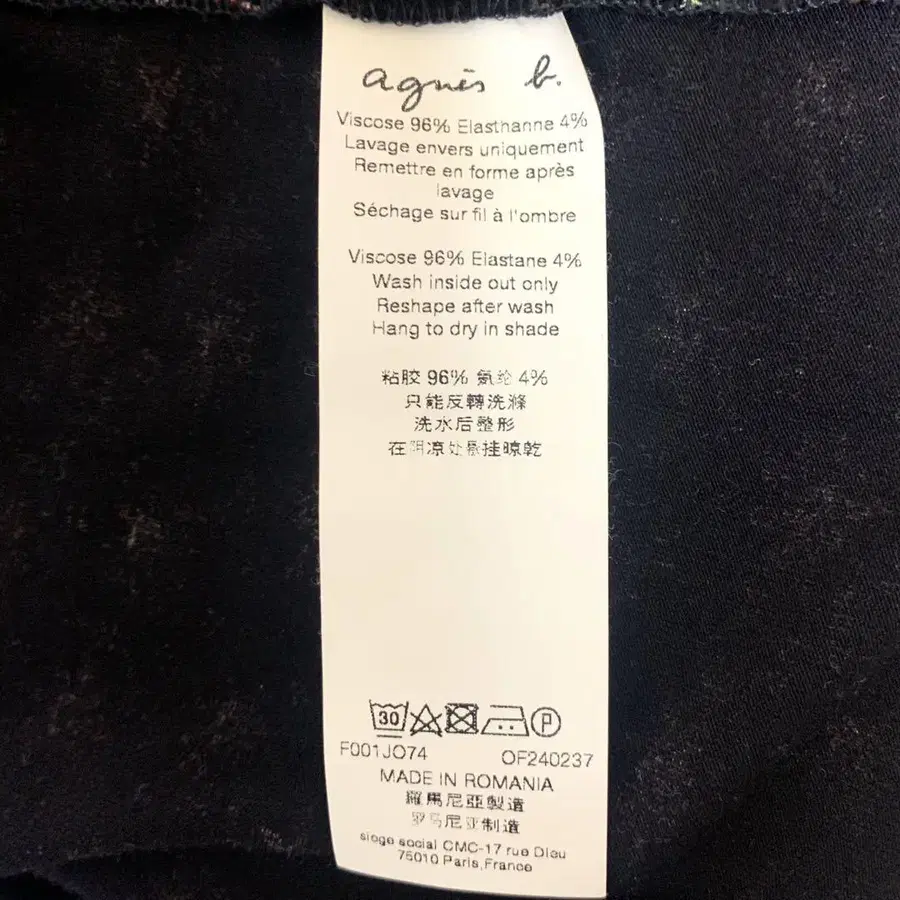 agnès b.
Viscose 96% Elasthanne 4%
Lavage envers uniquement
Remettre en forme après
lavage
Séchage sur fil à l'ombre
Viscose 96% Elastane 4%
Wash inside out only
Reshape after wash
Hang to dry in shade
粘胶 96% 氨纶 4%
只能反轉洗滌
洗水后整形
在阴凉处悬挂晾乾
30
P
F001JO74 OF240237
MADE IN ROMANIA
羅馬尼亞製造
罗马尼亚制造
siege social CMC-17 rue Dieu
75010 Paris,France